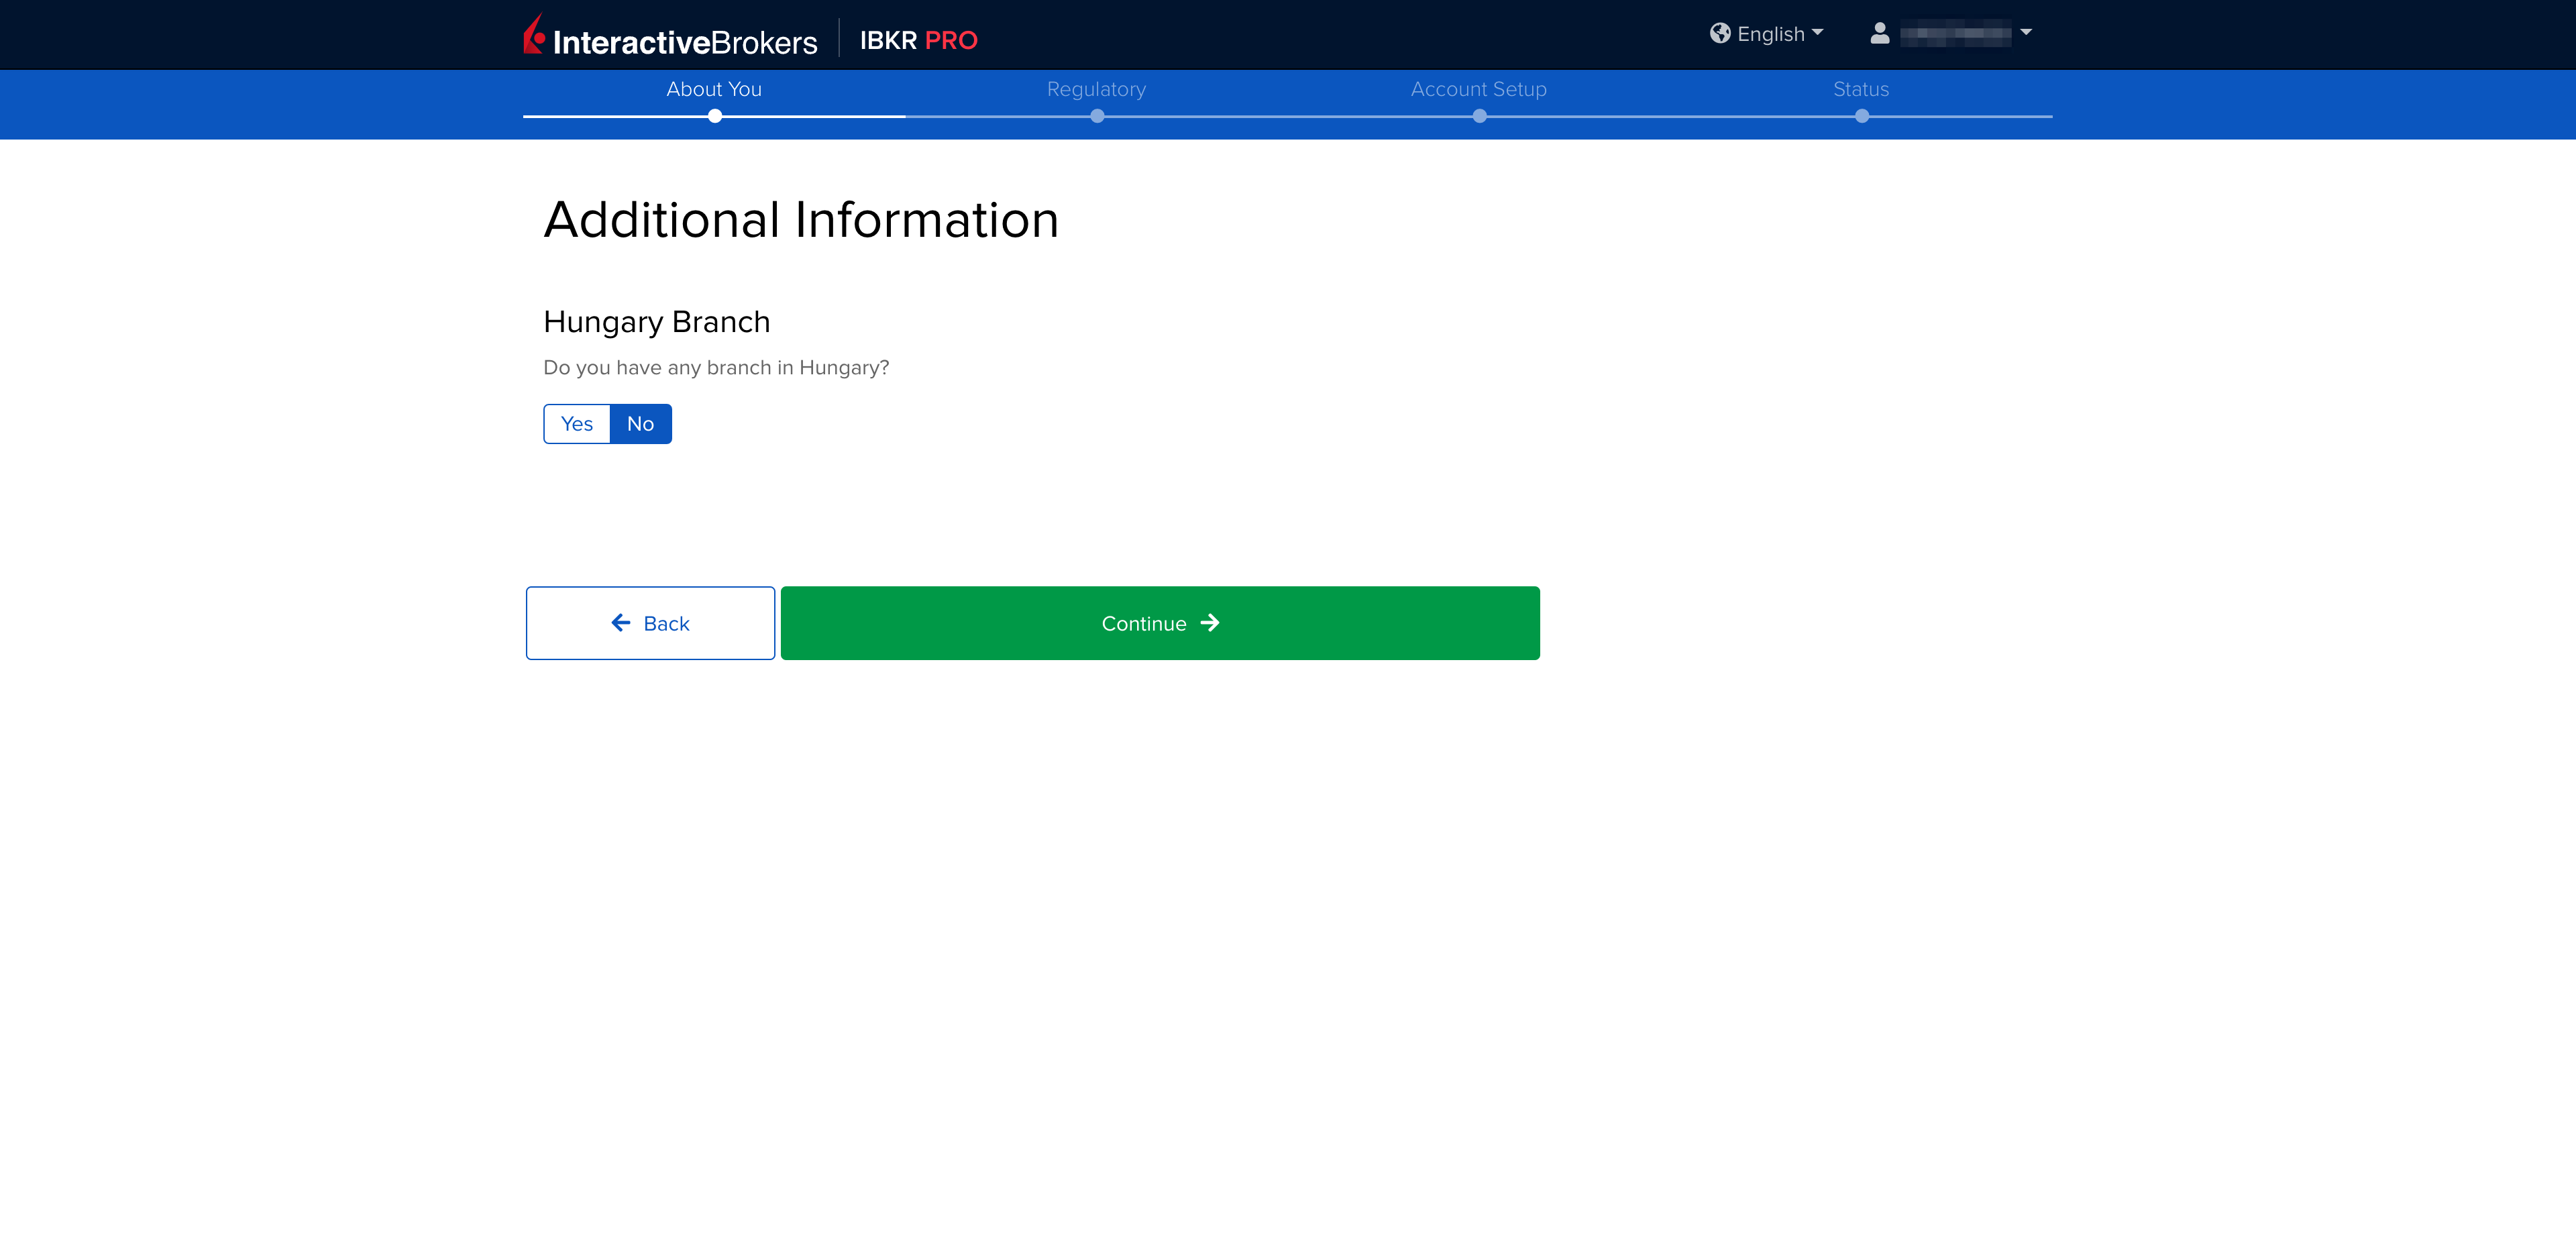 InteractiveBrokers IBKR PRO English
About You Regulatory Account Setup Status
Additional Information
Hungary Branch
Do you have any branch in Hungary?
Yes No
Back Continue